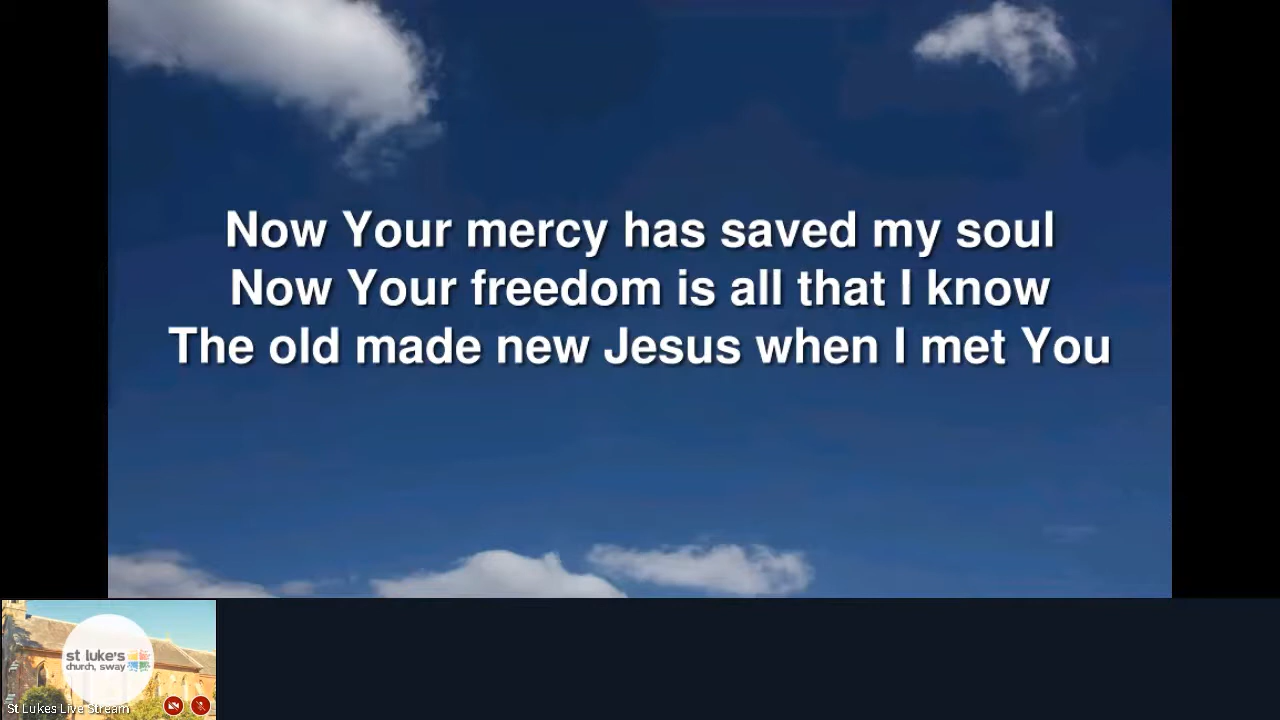 Now Your mercy has saved my soul
Now Your freedom is all that I know
The old made new Jesus when I met You
st luke's
church, sway
St Lukes Live Stream